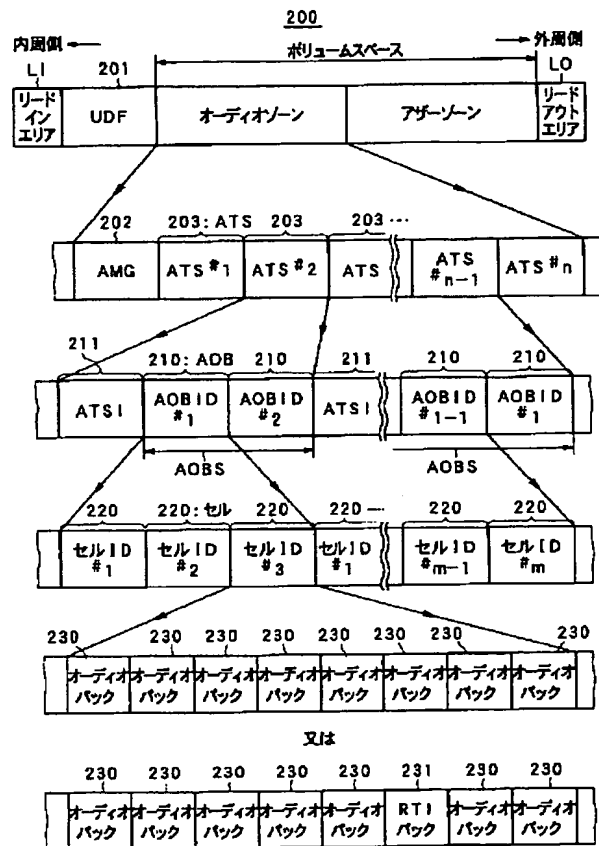 200
内周側 ← ボリュームスペース → 外周側
LI 201 LO
リードインエリア UDF オーディオゾーン アザーゾーン リードアウトエリア
202 203:ATS 203 203…
AMG ATS#1 ATS#2 ATS ATS#n-1 ATS#n
211 210:AOB 210 211 210 210
ATSI AOBID#1 AOBID#2 ATSI AOBID#1-1 AOBID#1
AOBS AOBS
220 220:セル 220 220… 220 220
セルID#1 セルID#2 セルID#3 セルID#1 セルID#m-1 セルID#m
230 230 230 230 230 230 230 230
オーディオパック オーディオパック オーディオパック オーディオパック オーディオパック オーディオパック オーディオパック オーディオパック
又は
230 230 230 230 230 231 230 230
オーディオパック オーディオパック オーディオパック オーディオパック オーディオパック RTIパック オーディオパック オーディオパック